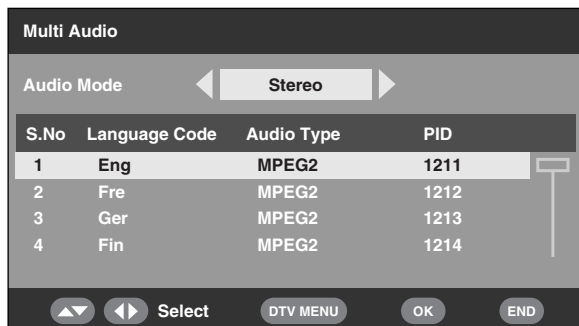 Multi Audio
Audio Mode Stereo
S.No Language Code Audio Type PID
1 Eng MPEG2 1211
2 Fre MPEG2 1212
3 Ger MPEG2 1213
4 Fin MPEG2 1214
Select DTV MENU OK END